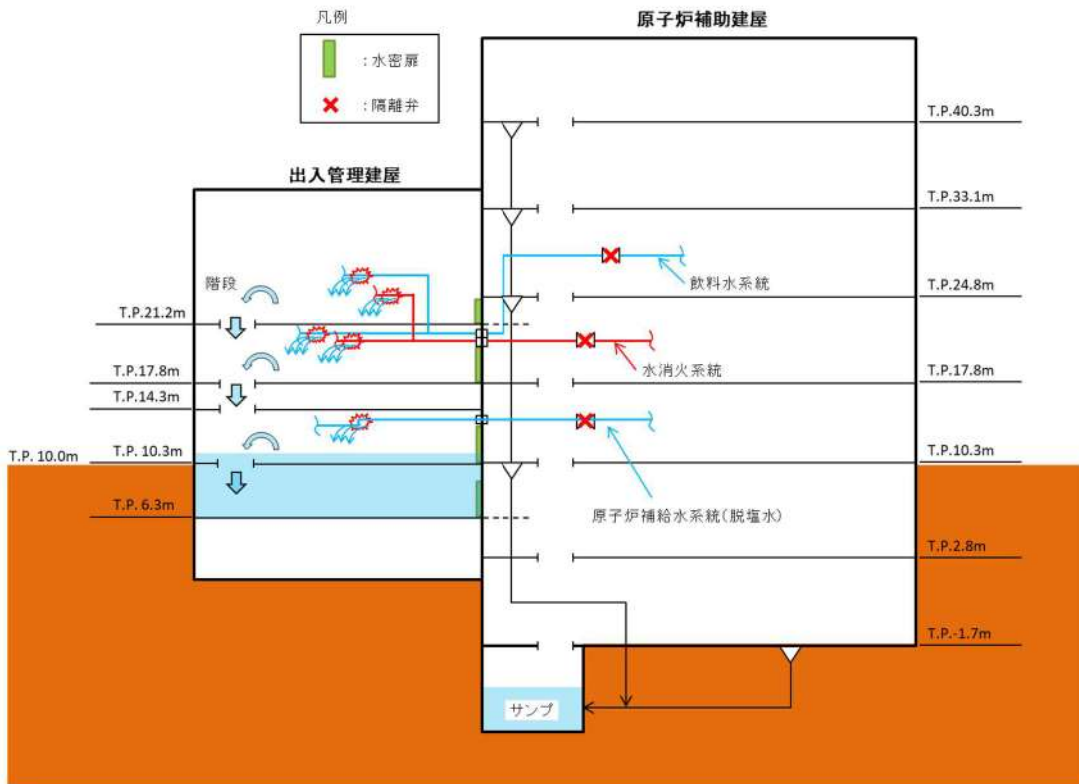 凡例
:水密扉
:隔離弁
原子炉補助建屋
出入管理建屋
T.P.40.3m
T.P.33.1m
飲料水系統
T.P.24.8m
階段
T.P.21.2m
水消火系統
T.P.17.8m
T.P.17.8m
T.P.14.3m
T.P. 10.0m
T.P. 10.3m
T.P.10.3m
T.P. 6.3m
原子炉補給水系統(脱塩水)
T.P.2.8m
T.P.-1.7m
サンプ